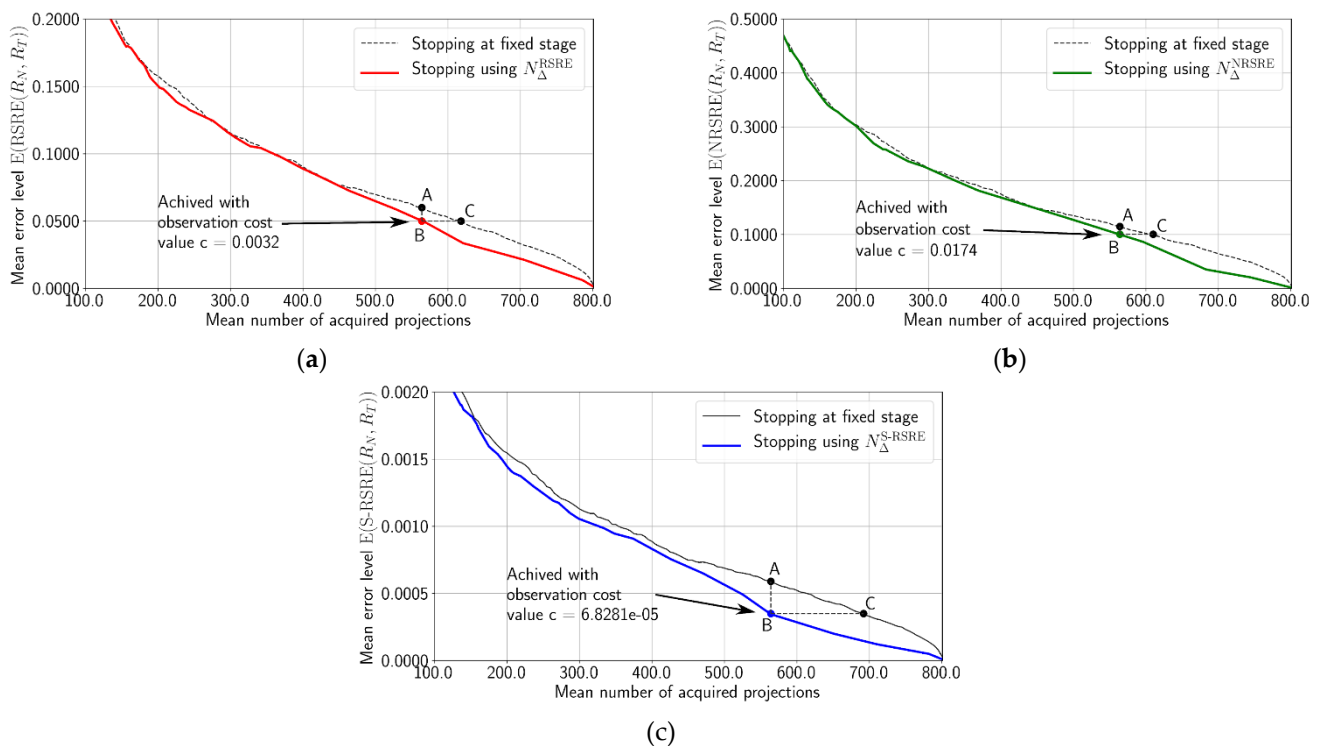 0.2000
0.1500
0.1000
0.0500
0.0000
Mean error level E(RSRE(R_N, R_T))
Stopping at fixed stage
Stopping using N_Δ^RSRE
A
C
B
Achived with
observation cost
value c = 0.0032
100.0 200.0 300.0 400.0 500.0 600.0 700.0 800.0
Mean number of acquired projections
(a)
0.5000
0.4000
0.3000
0.2000
0.1000
0.0000
Mean error level E(NRSRE(R_N, R_T))
Stopping at fixed stage
Stopping using N_Δ^NRSRE
A
C
B
Achived with
observation cost
value c = 0.0174
100.0 200.0 300.0 400.0 500.0 600.0 700.0 800.0
Mean number of acquired projections
(b)
0.0020
0.0015
0.0010
0.0005
0.0000
Mean error level E(S-RSRE(R_N, R_T))
Stopping at fixed stage
Stopping using N_Δ^S-RSRE
A
C
B
Achived with
observation cost
value c = 6.8281e-05
100.0 200.0 300.0 400.0 500.0 600.0 700.0 800.0
Mean number of acquired projections
(c)